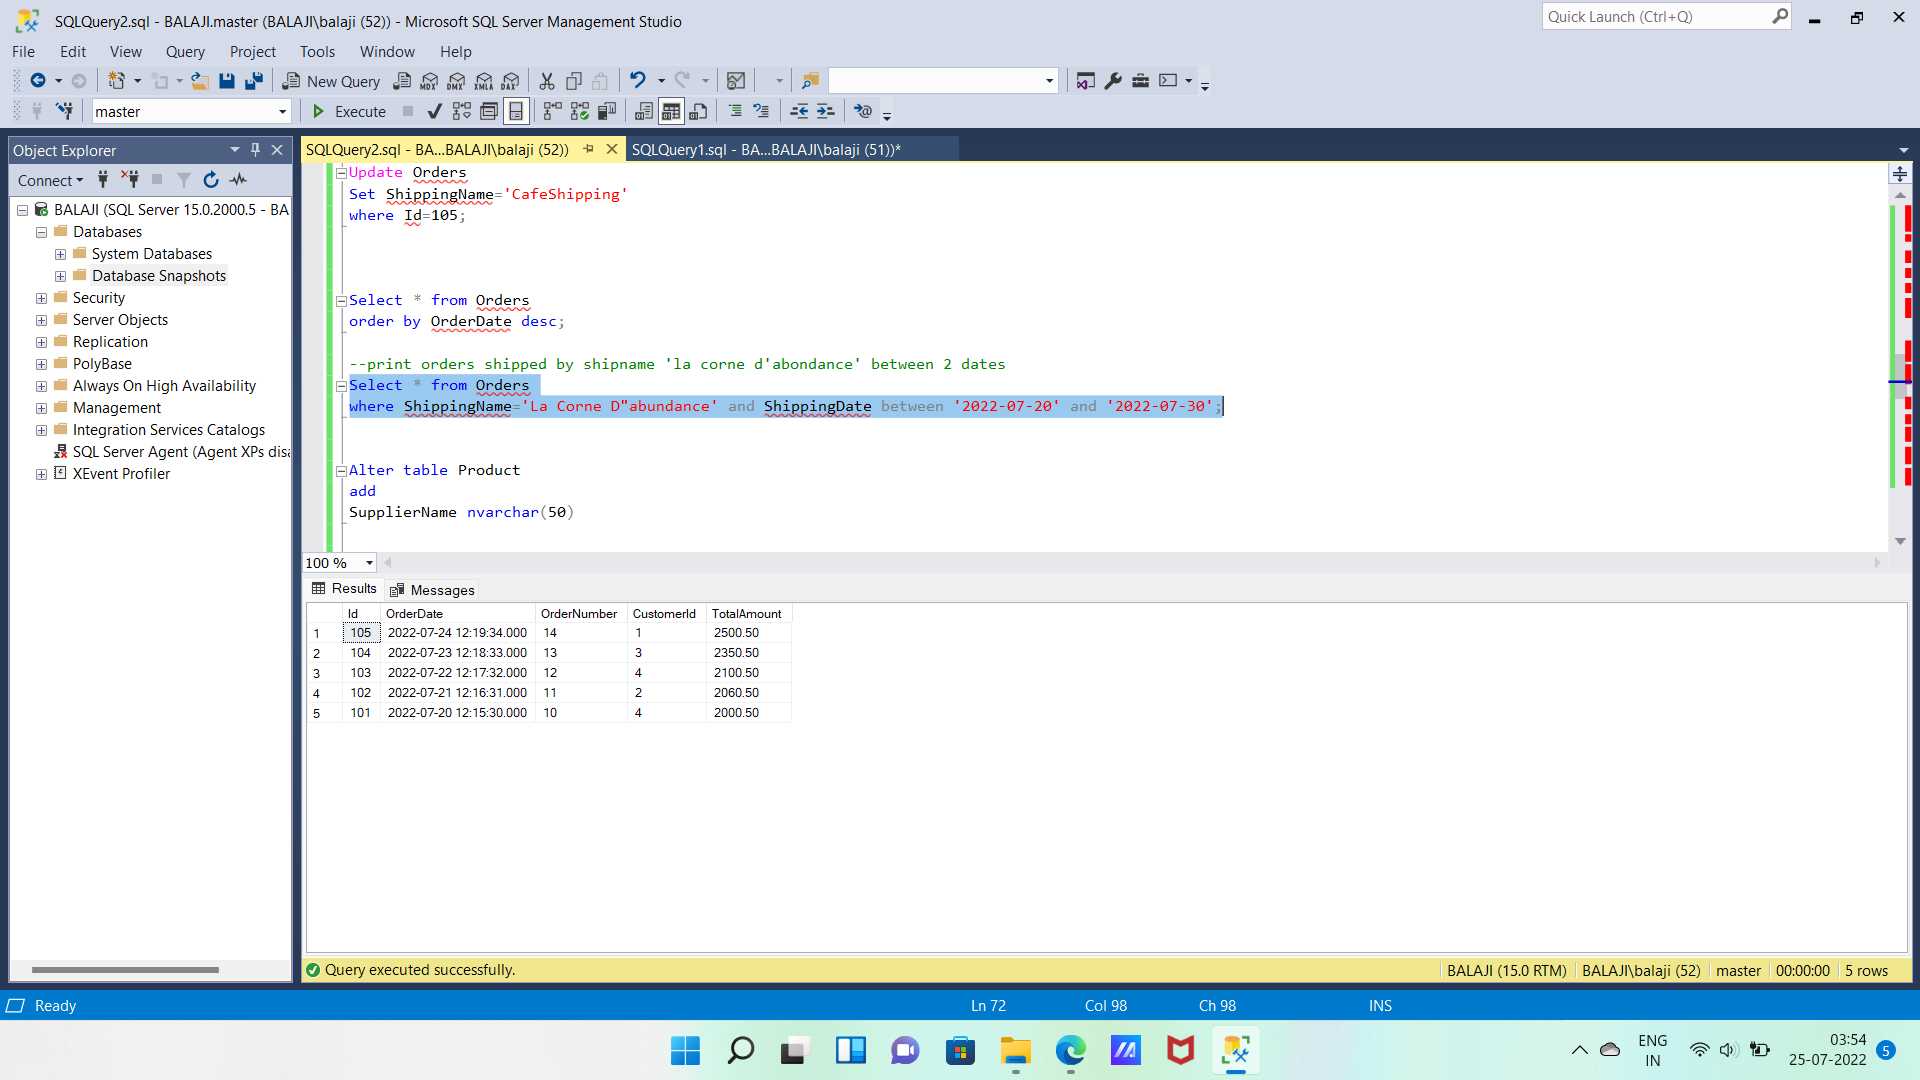 SQLQuery2.sql - BALAJI.master (BALAJI\balaji (52)) - Microsoft SQL Server Management Studio
Quick Launch (Ctrl+Q)
File Edit View Query Project Tools Window Help
New Query
MDX DMX XMLA DAX
master
Execute
Object Explorer
Connect
BALAJI (SQL Server 15.0.2000.5 - BA
Databases
System Databases
Database Snapshots
Security
Server Objects
Replication
PolyBase
Always On High Availability
Management
Integration Services Catalogs
SQL Server Agent (Agent XPs disa
XEvent Profiler
SQLQuery2.sql - BA...BALAJI\balaji (52))
SQLQuery1.sql - BA...BALAJI\balaji (51))*
Update Orders
Set ShippingName='CafeShipping'
where Id=105;
Select * from Orders
order by OrderDate desc;
--print orders shipped by shipname 'la corne d'abondance' between 2 dates
Select * from Orders
where ShippingName='La Corne D"abundance' and ShippingDate between '2022-07-20' and '2022-07-30';
Alter table Product
add
SupplierName nvarchar(50)
100 %
Results Messages
Id OrderDate OrderNumber CustomerId TotalAmount
1 105 2022-07-24 12:19:34.000 14 1 2500.50
2 104 2022-07-23 12:18:33.000 13 3 2350.50
3 103 2022-07-22 12:17:32.000 12 4 2100.50
4 102 2022-07-21 12:16:31.000 11 2 2060.50
5 101 2022-07-20 12:15:30.000 10 4 2000.50
Query executed successfully.
BALAJI (15.0 RTM) BALAJI\balaji (52) master 00:00:00 5 rows
Ready
Ln 72 Col 98 Ch 98 INS
ENG
IN
03:54
25-07-2022
5